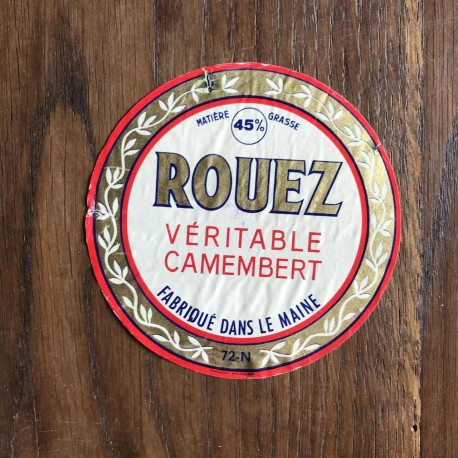 MATIÈRE GRASSE
45%
ROUEZ
VÉRITABLE
CAMEMBERT
FABRIQUÉ DANS LE MAINE
72-N